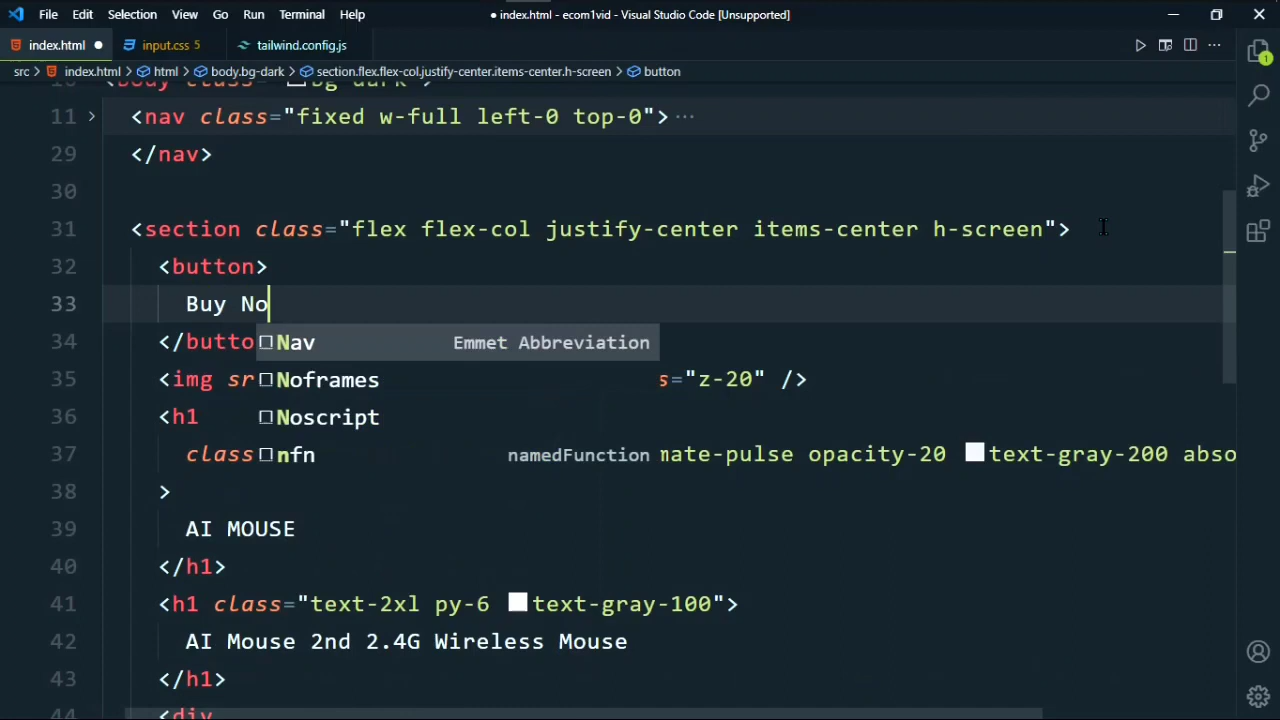 File Edit Selection View Go Run Terminal Help
● index.html - ecom1vid - Visual Studio Code [Unsupported]
index.html input.css 5 tailwind.config.js
src > index.html > html > body.bg-dark > section.flex.flex-col.justify-center.items-center.h-screen > button
11 <nav class="fixed w-full left-0 top-0"> ···
29 </nav>
30
31 <section class="flex flex-col justify-center items-center h-screen">
32 <button>
33 Buy No
34 </butto
Nav Emmet Abbreviation
35 <img sr s="z-20" />
Noframes
36 <h1
Noscript
37 class mate-pulse opacity-20 text-gray-200 abso
nfn namedFunction
38 >
39 AI MOUSE
40 </h1>
41 <h1 class="text-2xl py-6 text-gray-100">
42 AI Mouse 2nd 2.4G Wireless Mouse
43 </h1>
44 <div
1